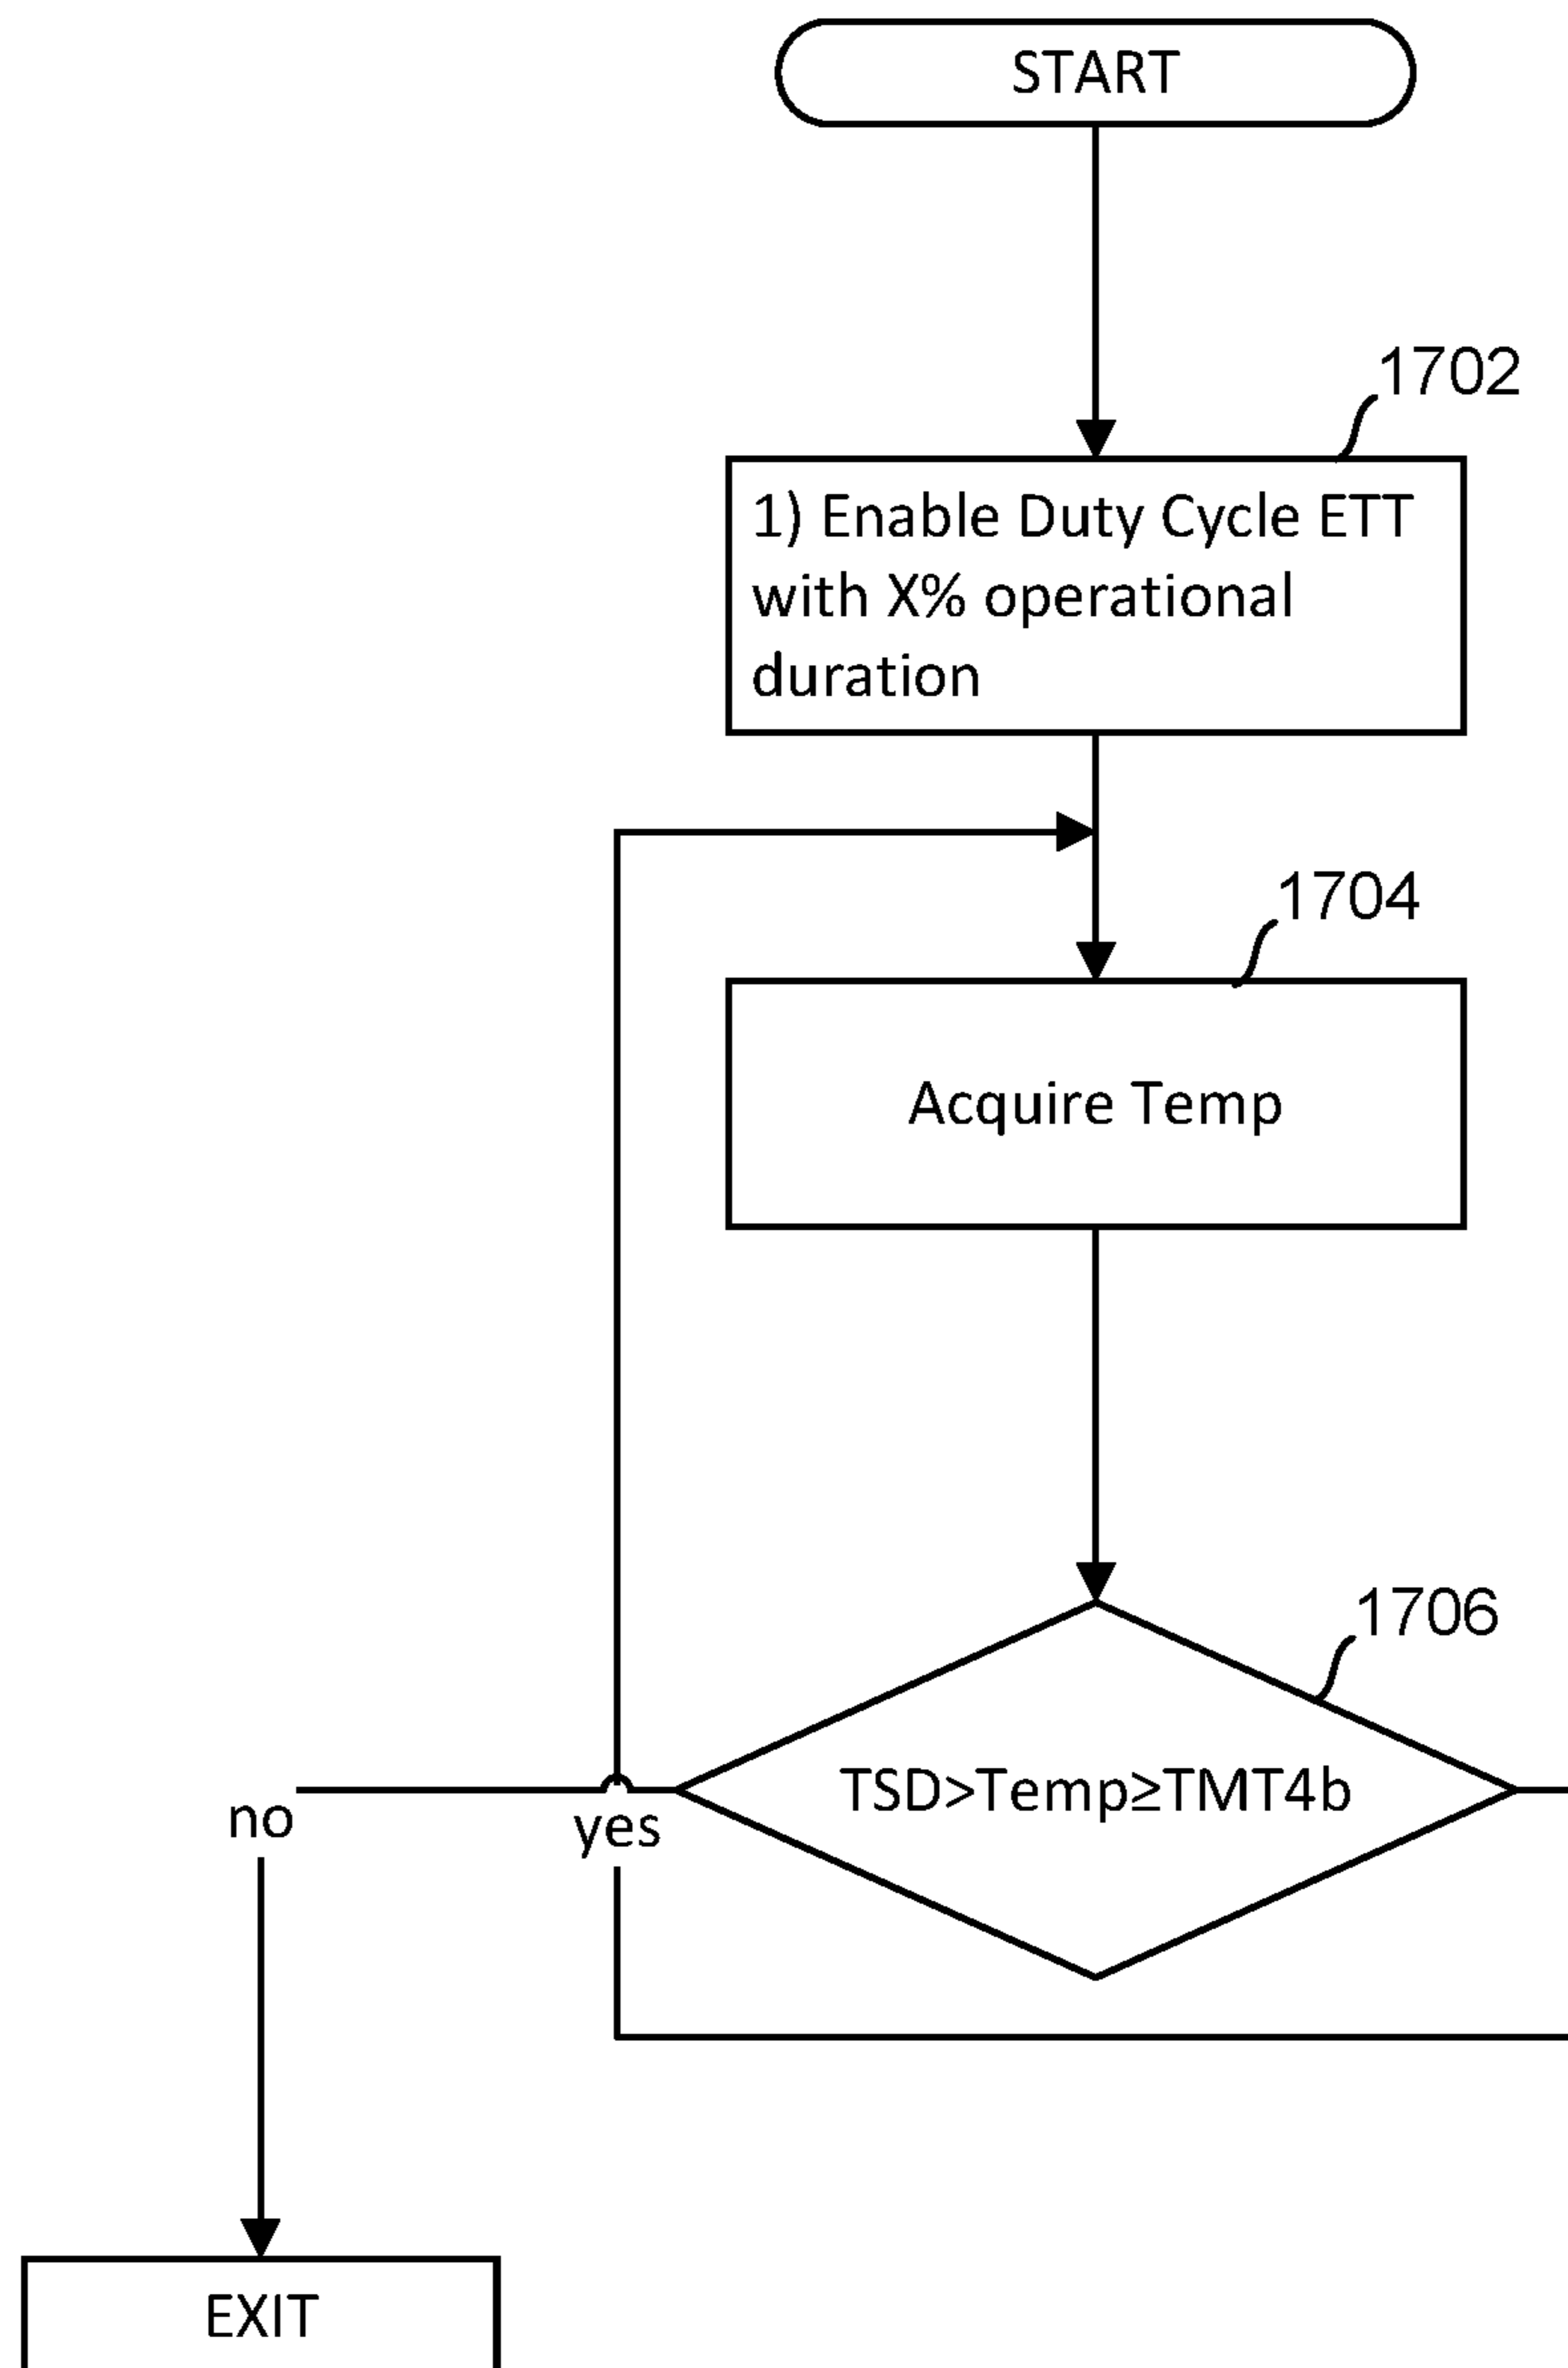 START
1702
1) Enable Duty Cycle ETT
with X% operational
duration
1704
Acquire Temp
1706
TSD>Temp≥TMT4b
no
yes
EXIT